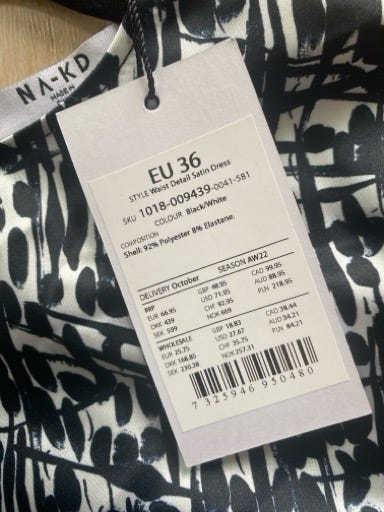 NA-KD
MADE IN
EU 36
STYLE Waist Detail Satin Dress
SKU 1018-009439-0041-581
COLOUR Black/White
COMPOSITION
Shell: 92% Polyester 8% Elastane.
DELIVERY October SEASON AW22
RRP
EUR 66.95 GBP 48.95 CAD 99.95
DKK 439 USD 71.95 AUD 88.95
SEK 599 CHF 92.95 PLN 218.95
NOK 669
WHOLESALE
EUR 25.75 GBP 18.83 CAD 38.44
DKK 168.85 USD 27.67 AUD 34.21
SEK 230.38 CHF 35.75 PLN 84.21
NOK 257.31
7325946950480